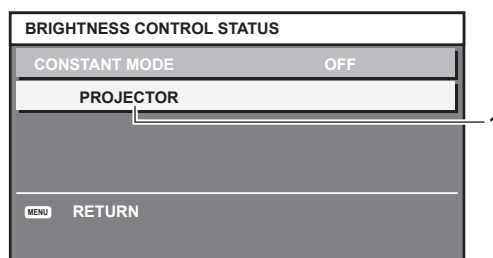 BRIGHTNESS CONTROL STATUS
CONSTANT MODE OFF
PROJECTOR
MENU RETURN